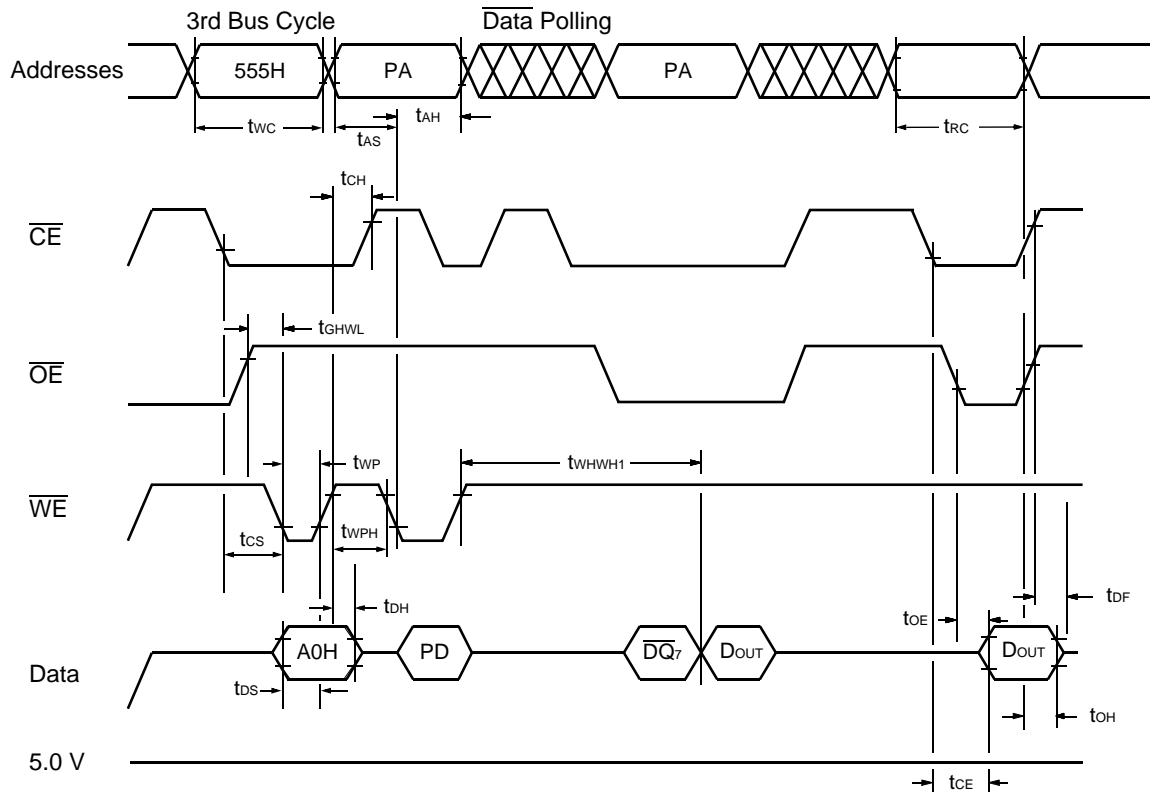 3rd Bus Cycle
Data Polling
Addresses
555H
PA
PA
tWC
tAS
tAH
tRC
tCH
CE
tGHWL
OE
tWP
tWHWH1
WE
tCS
tWPH
tDH
tOE
tDF
Data
A0H
PD
DQ7
DOUT
DOUT
tDS
tOH
5.0 V
tCE